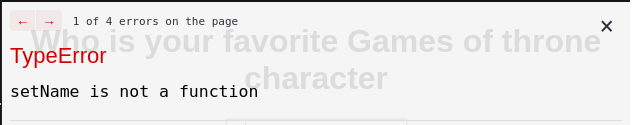 ← → 1 of 4 errors on the page ×
Who is your favorite Games of throne
TypeError
character
setName is not a function